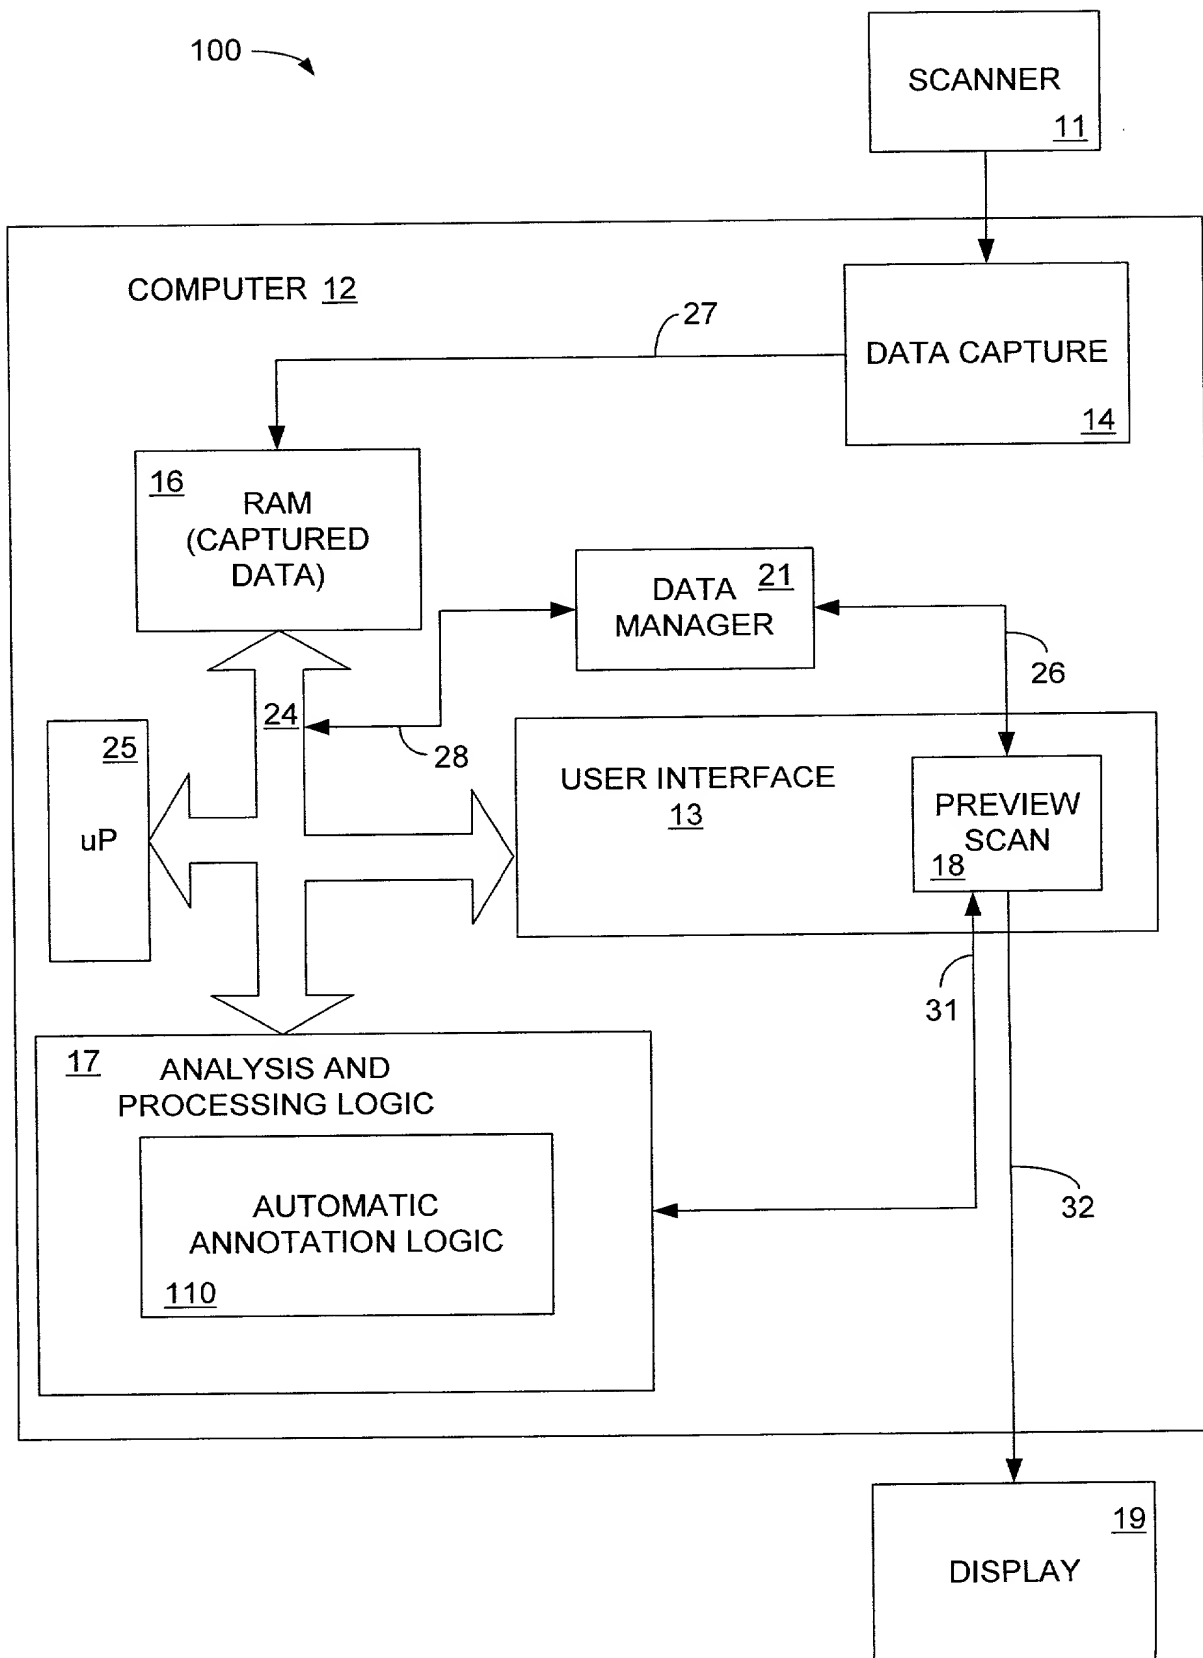 100
SCANNER
11
COMPUTER 12
27
DATA CAPTURE
14
16
RAM
(CAPTURED
DATA)
21
DATA
MANAGER
26
24
28
25
uP
USER INTERFACE
13
PREVIEW
SCAN
18
31
32
17
ANALYSIS AND
PROCESSING LOGIC
AUTOMATIC
ANNOTATION LOGIC
110
19
DISPLAY